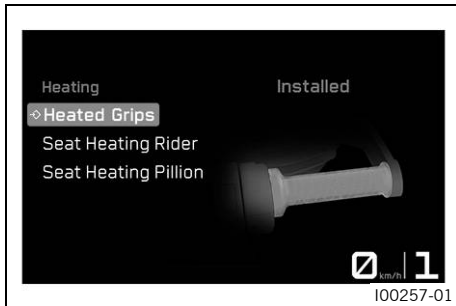 Heating
Installed
Heated Grips
Seat Heating Rider
Seat Heating Pillion
0 km/h 1
I00257-01